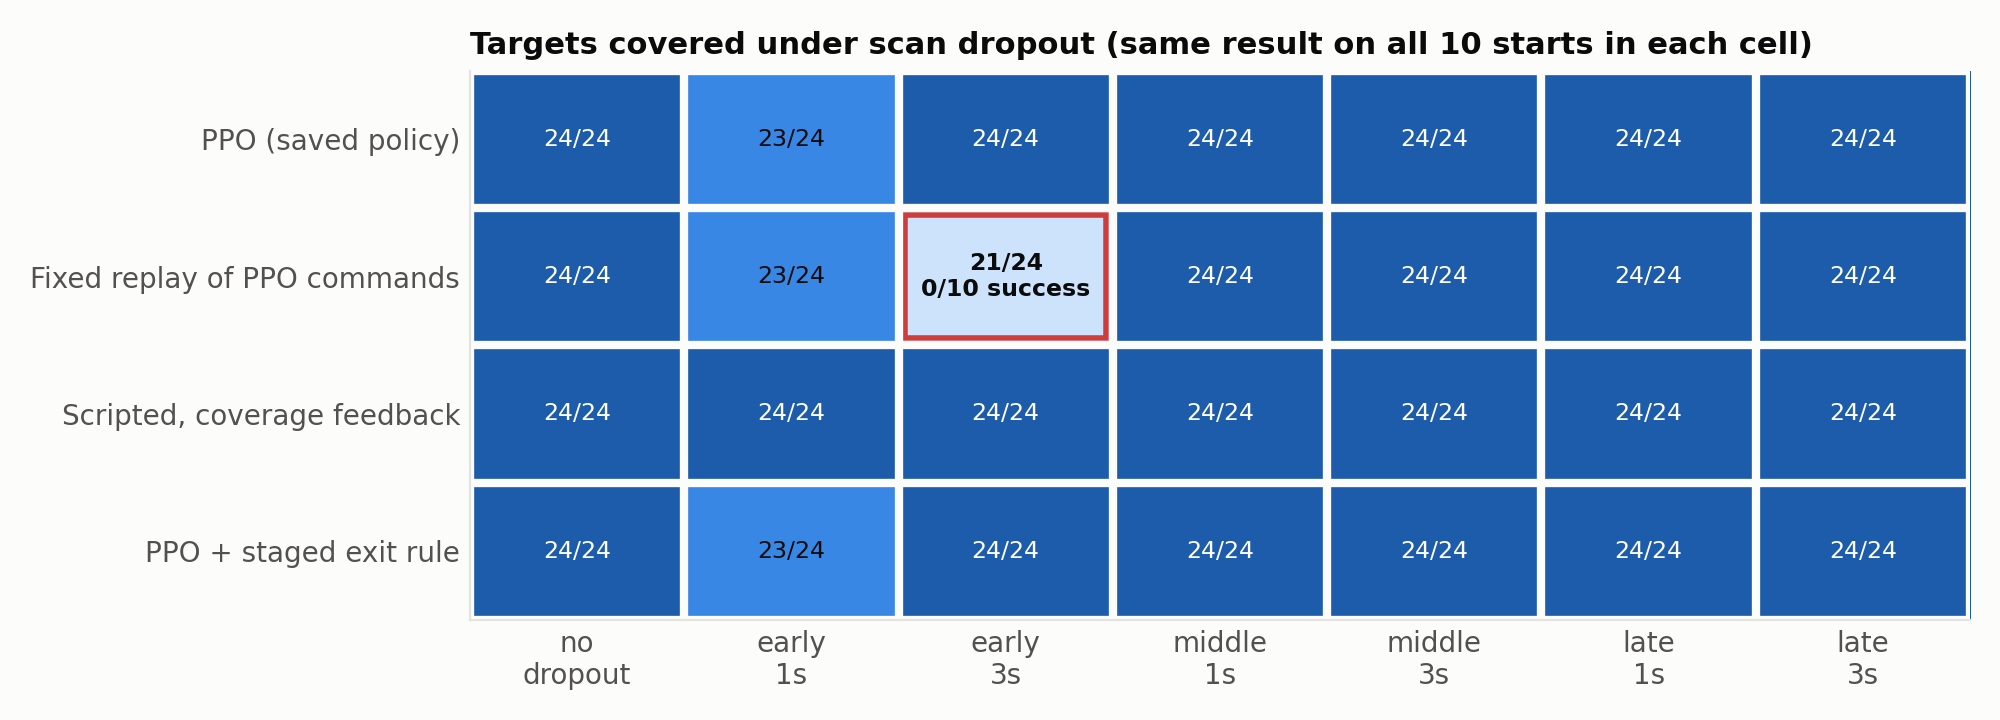 Targets covered under scan dropout (same result on all 10 starts in each cell)
PPO (saved policy)
24/24 23/24 24/24 24/24 24/24 24/24 24/24
Fixed replay of PPO commands
24/24 23/24 21/24 24/24 24/24 24/24 24/24
0/10 success
Scripted, coverage feedback
24/24 24/24 24/24 24/24 24/24 24/24 24/24
PPO + staged exit rule
24/24 23/24 24/24 24/24 24/24 24/24 24/24
no early early middle middle late late
dropout 1s 3s 1s 3s 1s 3s